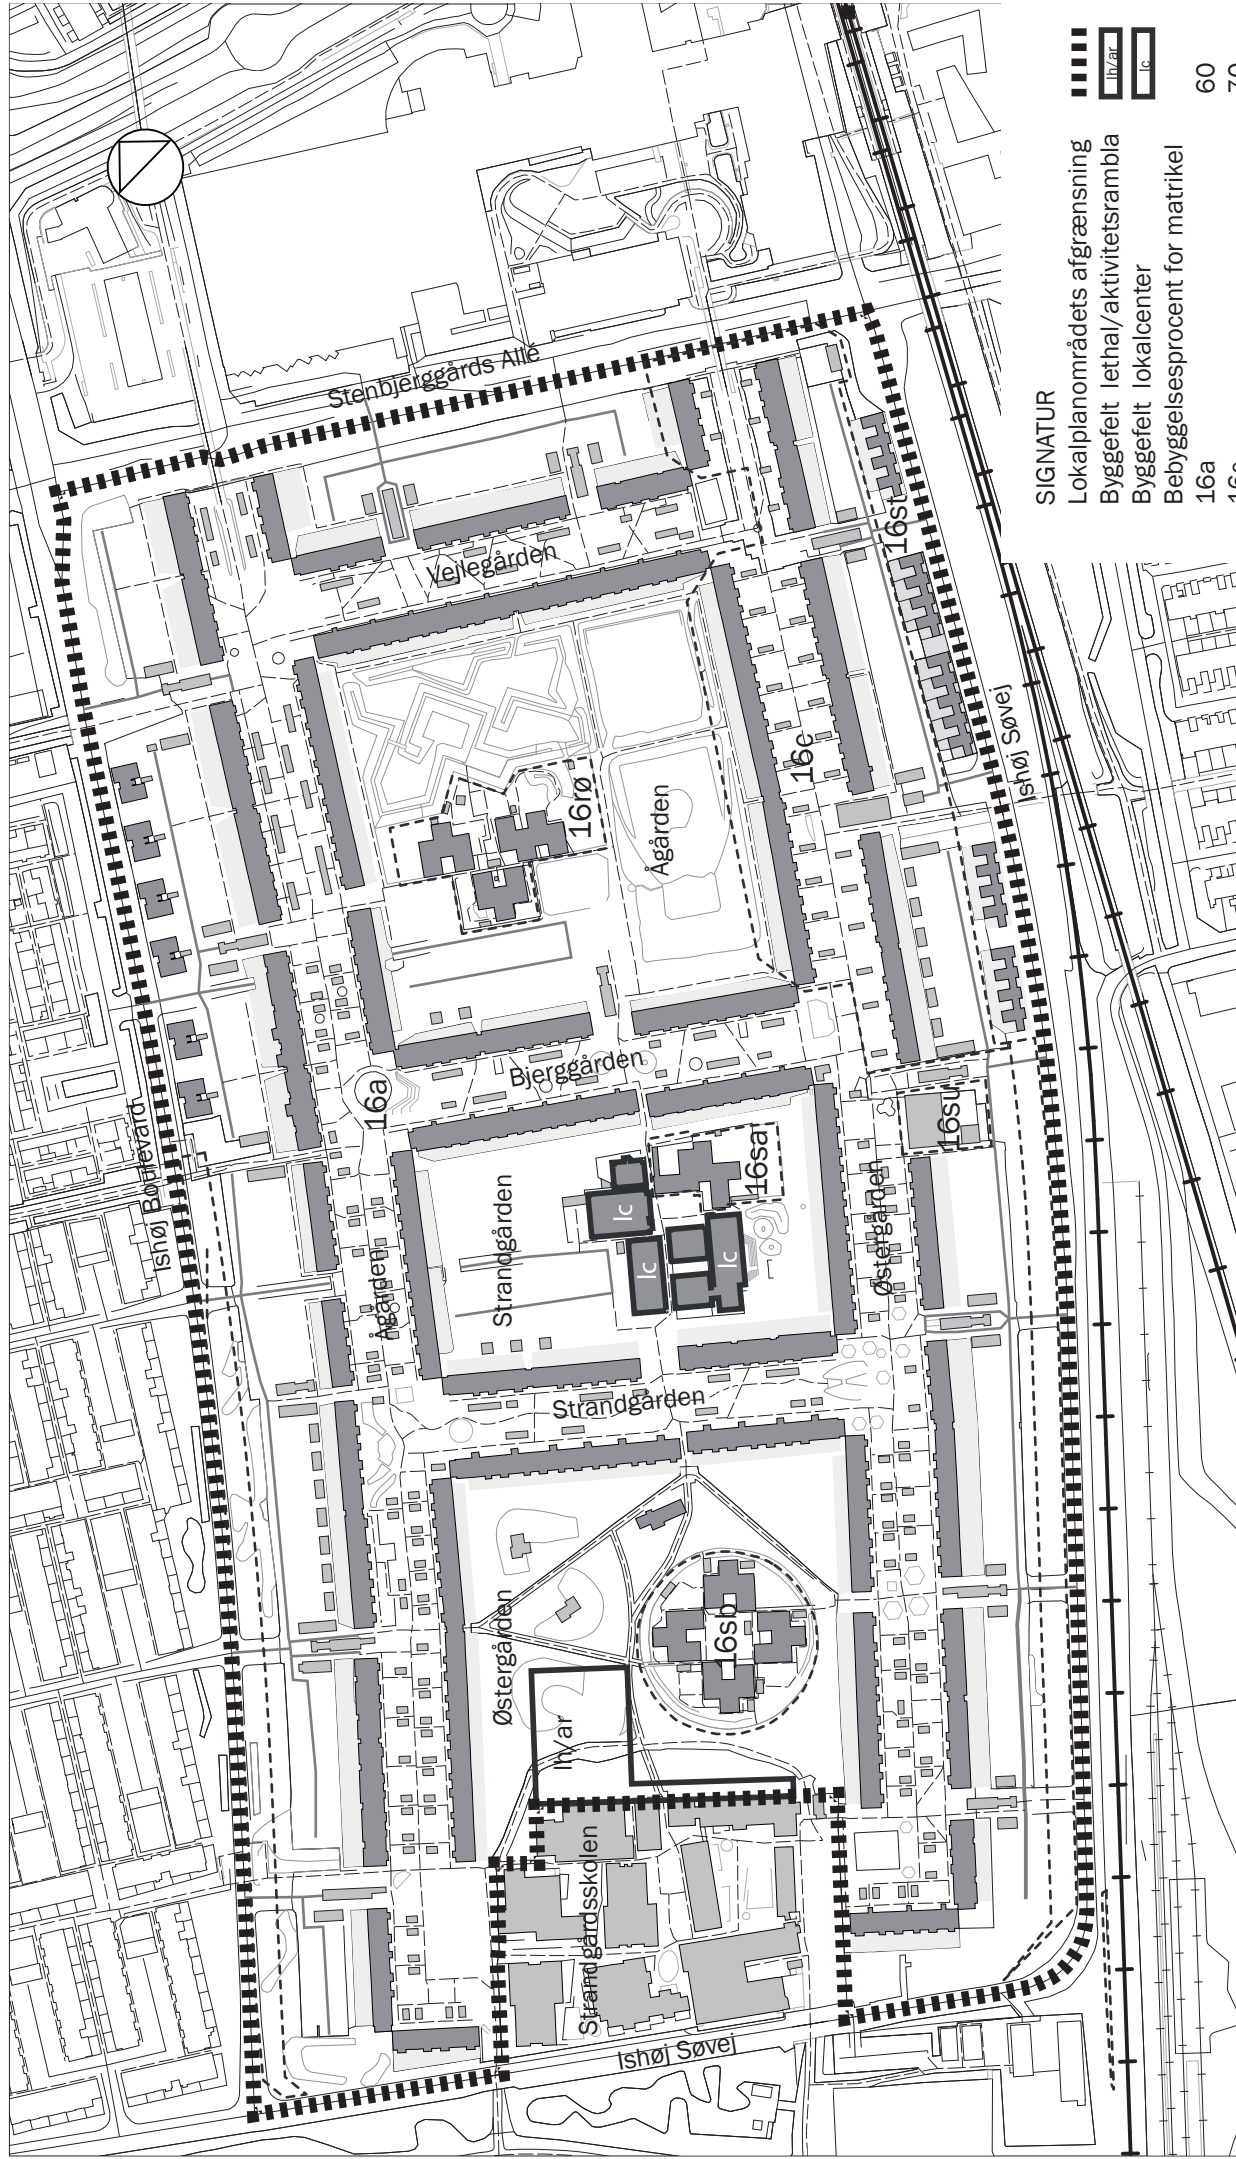 Stenbjerggårds Allé
Vejlegården
16st
16c
Ishøj Søvej
16rø
Ågården
Bjerggården
16a
Ishøj Boulevard
16su
16sa
Strandgården
lc
lc
lc
Østergården
Ågården
Strandgården
Østergården
16sb
lh/ar
Strandgårdsskolen
Ishøj Søvej
SIGNATUR
Lokalplanområdets afgrænsning
Byggefelt lethal/aktivitetsrambla lh/ar
Byggefelt lokalcenter lc
Bebyggelsesprocent for matrikel
16a 60